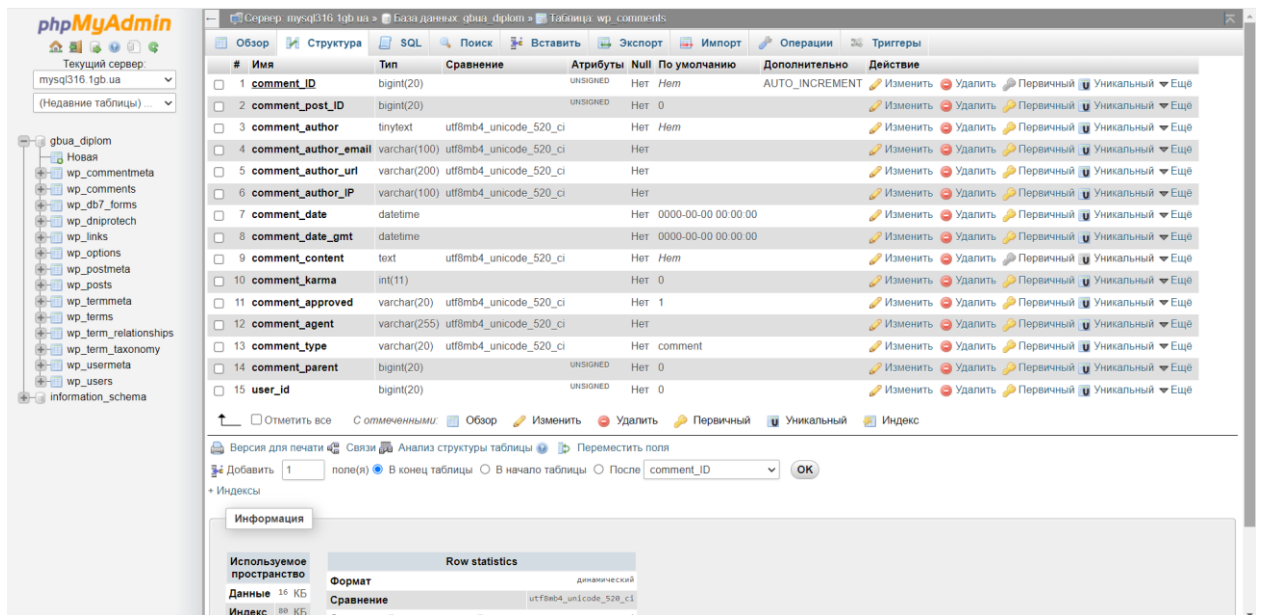 phpMyAdmin
Текущий сервер:
mysql316.1gb.ua
(Недавние таблицы) ...
gbua_diplom
Новая
wp_commentmeta
wp_comments
wp_db7_forms
wp_dniprotech
wp_links
wp_options
wp_postmeta
wp_posts
wp_termmeta
wp_terms
wp_term_relationships
wp_term_taxonomy
wp_usermeta
wp_users
information_schema
Сервер: mysql316.1gb.ua » База данных: gbua_diplom » Таблица: wp_comments
Обзор Структура SQL Поиск Вставить Экспорт Импорт Операции Триггеры
# Имя Тип Сравнение Атрибуты Null По умолчанию Дополнительно Действие
1 comment_ID bigint(20) UNSIGNED Нет Нет AUTO_INCREMENT Изменить Удалить Первичный Уникальный Ещё
2 comment_post_ID bigint(20) UNSIGNED Нет 0 Изменить Удалить Первичный Уникальный Ещё
3 comment_author tinytext utf8mb4_unicode_520_ci Нет Нет Изменить Удалить Первичный Уникальный Ещё
4 comment_author_email varchar(100) utf8mb4_unicode_520_ci Нет Изменить Удалить Первичный Уникальный Ещё
5 comment_author_url varchar(200) utf8mb4_unicode_520_ci Нет Изменить Удалить Первичный Уникальный Ещё
6 comment_author_IP varchar(100) utf8mb4_unicode_520_ci Нет Изменить Удалить Первичный Уникальный Ещё
7 comment_date datetime Нет 0000-00-00 00:00:00 Изменить Удалить Первичный Уникальный Ещё
8 comment_date_gmt datetime Нет 0000-00-00 00:00:00 Изменить Удалить Первичный Уникальный Ещё
9 comment_content text utf8mb4_unicode_520_ci Нет Нет Изменить Удалить Первичный Уникальный Ещё
10 comment_karma int(11) Нет 0 Изменить Удалить Первичный Уникальный Ещё
11 comment_approved varchar(20) utf8mb4_unicode_520_ci Нет 1 Изменить Удалить Первичный Уникальный Ещё
12 comment_agent varchar(255) utf8mb4_unicode_520_ci Нет Изменить Удалить Первичный Уникальный Ещё
13 comment_type varchar(20) utf8mb4_unicode_520_ci Нет comment Изменить Удалить Первичный Уникальный Ещё
14 comment_parent bigint(20) UNSIGNED Нет 0 Изменить Удалить Первичный Уникальный Ещё
15 user_id bigint(20) UNSIGNED Нет 0 Изменить Удалить Первичный Уникальный Ещё
Отметить все С отмеченными: Обзор Изменить Удалить Первичный Уникальный Индекс
Версия для печати Связи Анализ структуры таблицы Переместить поля
Добавить 1 поле(я) В конец таблицы В начало таблицы После comment_ID OK
+ Индексы
Информация
Используемое пространство
Данные 16 КБ
Индекс 80 КБ
Row statistics
Формат динамический
Сравнение utf8mb4_unicode_520_ci